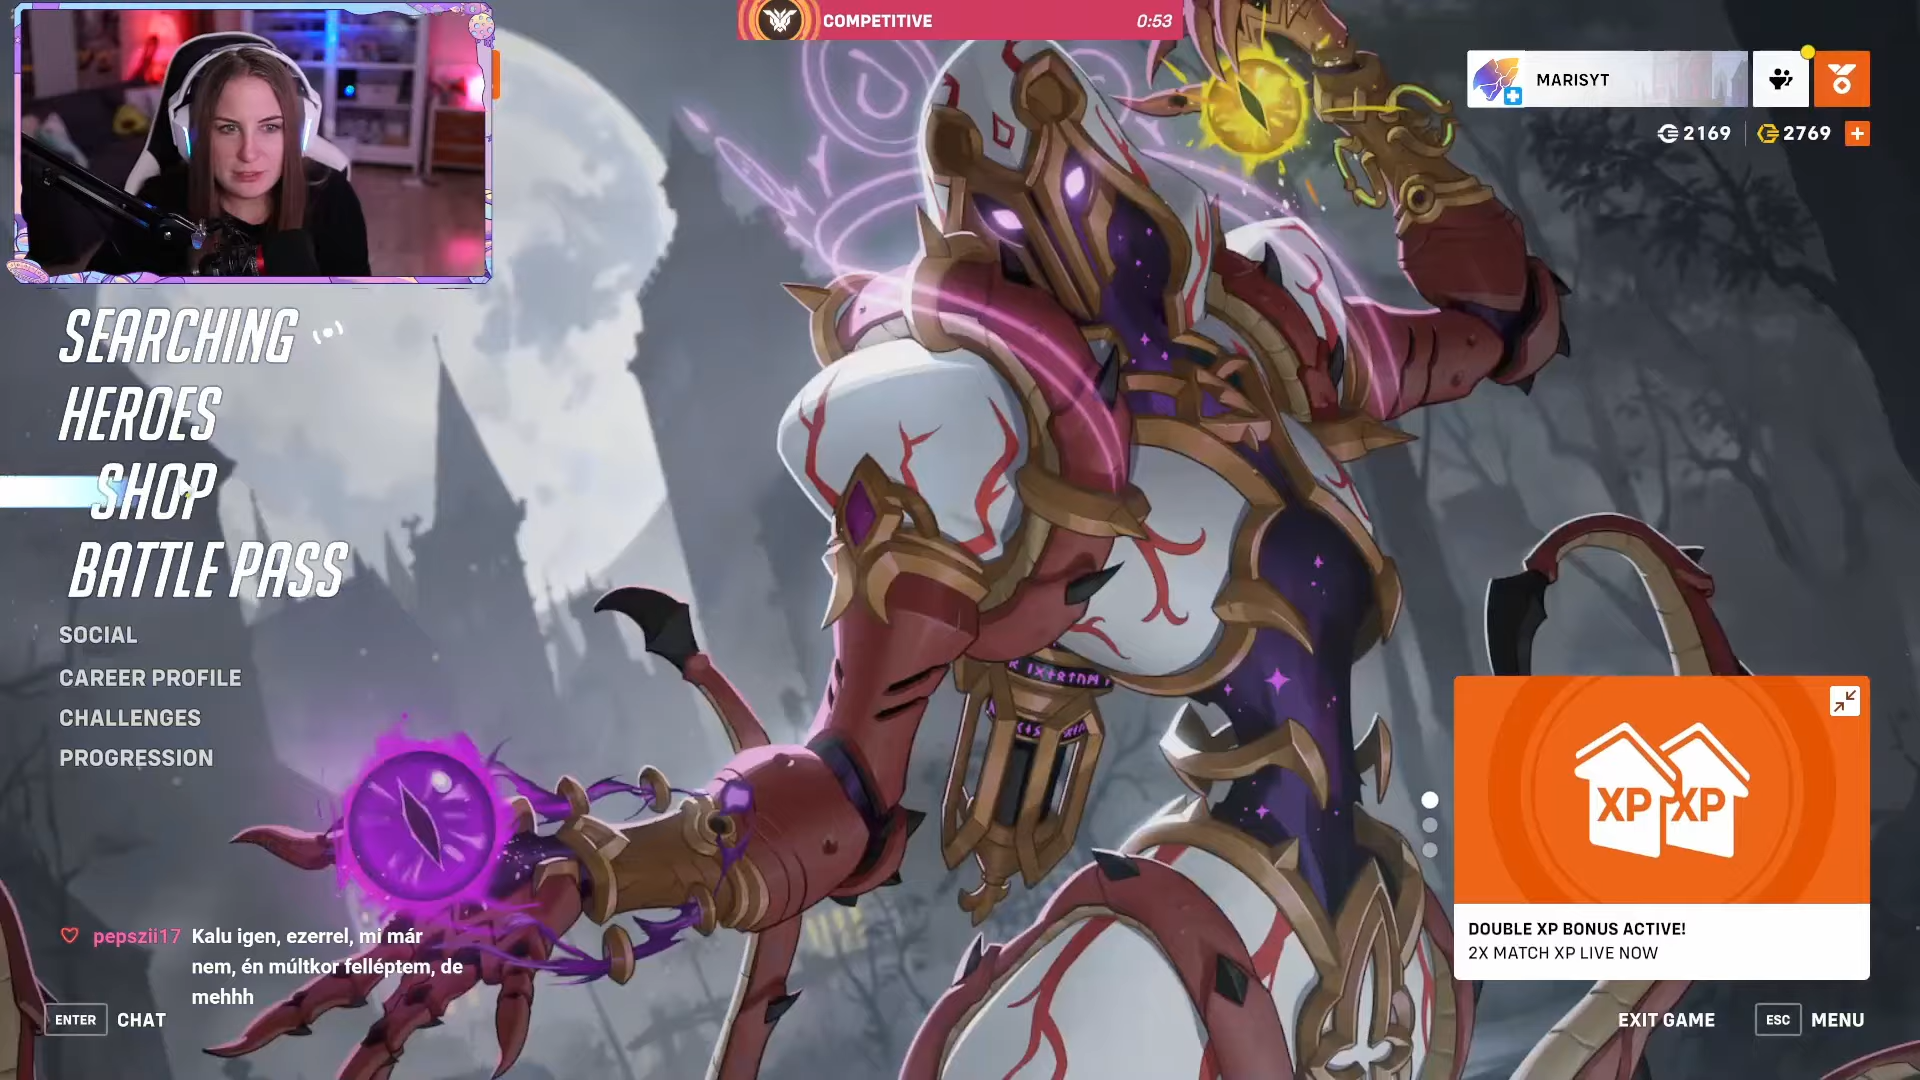 COMPETITIVE 0:53
MARISYT
2169 2769
SEARCHING
HEROES
SHOP
BATTLE PASS
SOCIAL
CAREER PROFILE
CHALLENGES
PROGRESSION
XP XP
DOUBLE XP BONUS ACTIVE!
2X MATCH XP LIVE NOW
pepszii17 Kalu igen, ezerrel, mi már
nem, én múltkor felléptem, de
mehhh
ENTER CHAT
EXIT GAME ESC MENU